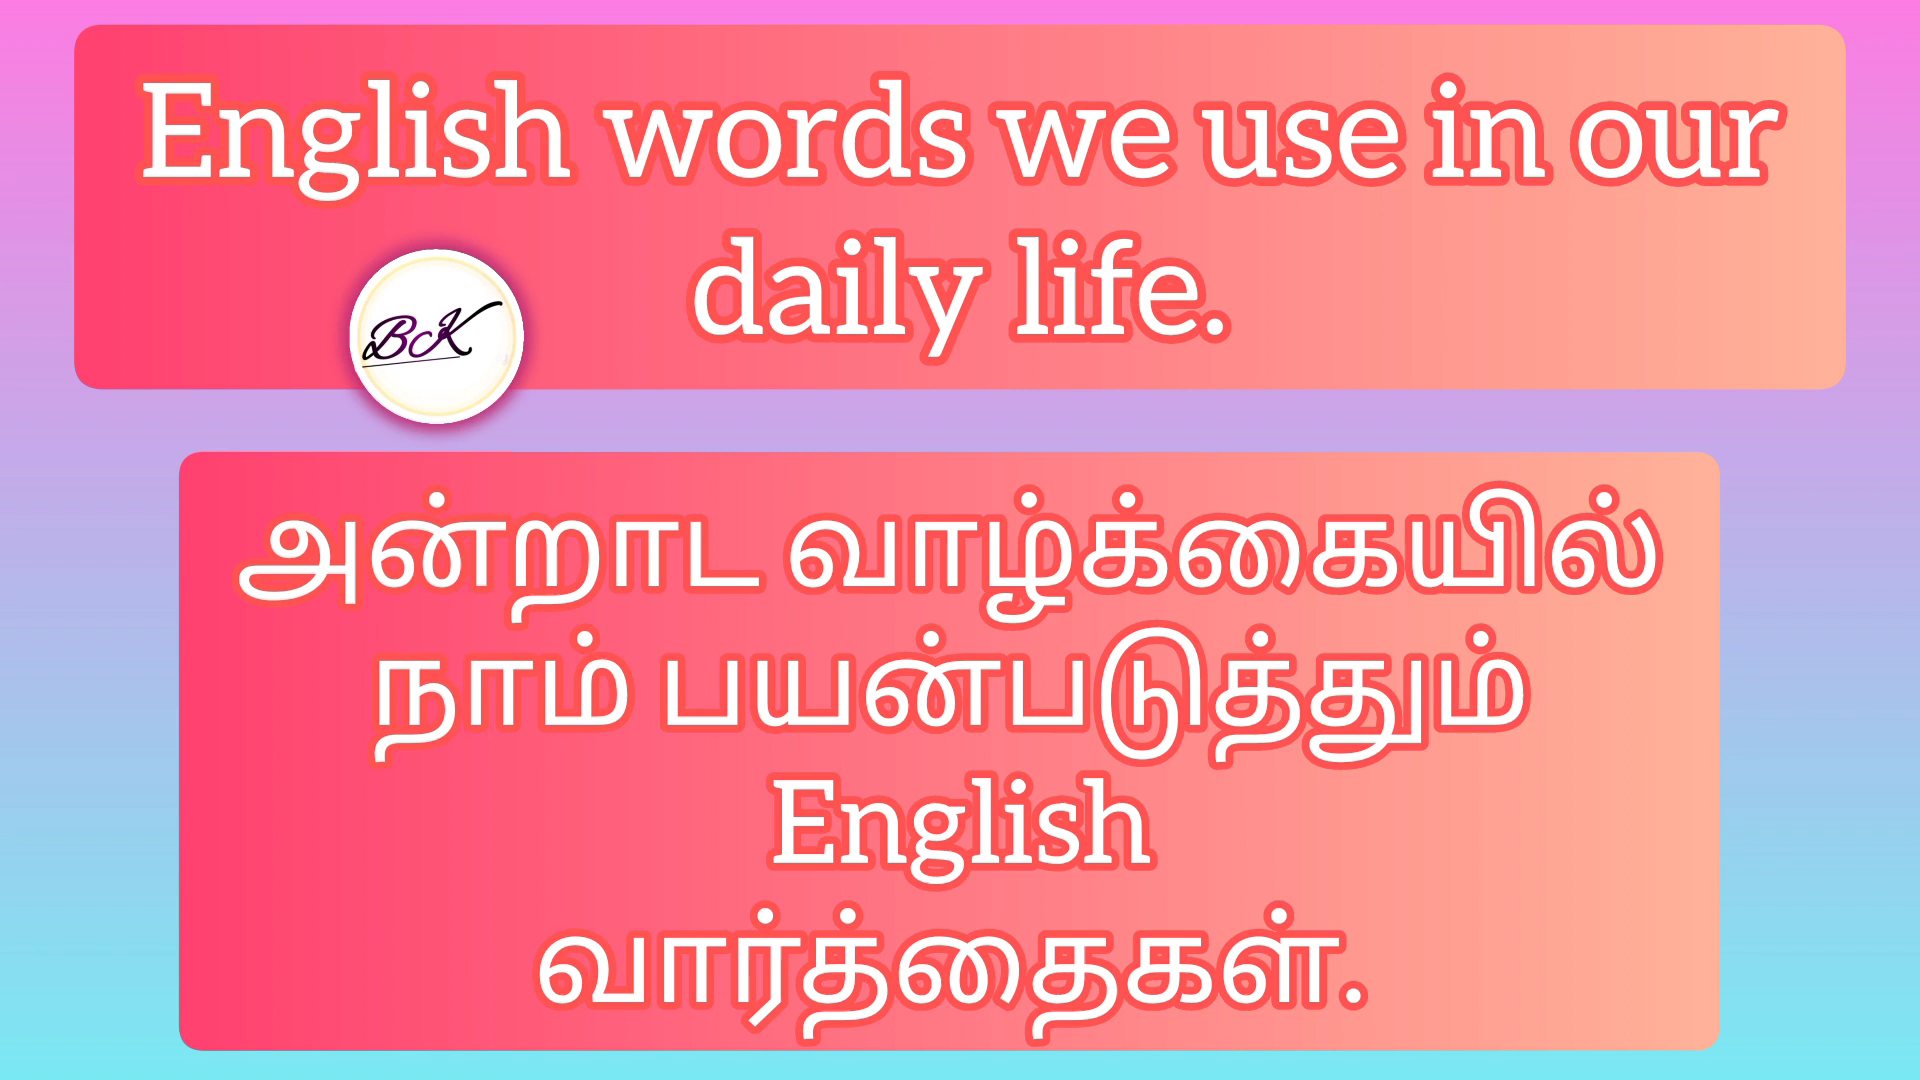 English words we use in our
daily life.
BK
அன்றாட வாழ்க்கையில்
நாம் பயன்படுத்தும்
English
வார்த்தைகள்.